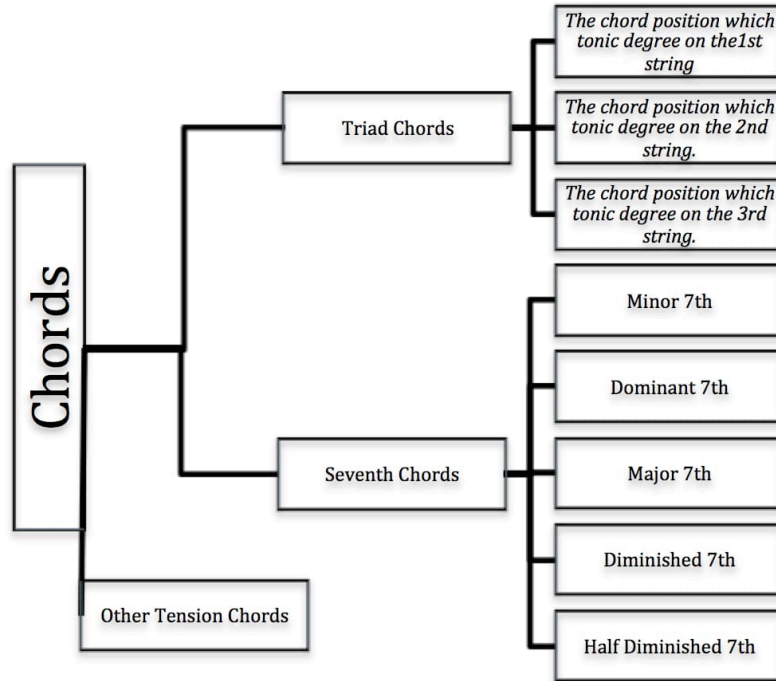 Chords
Triad Chords
The chord position which
tonic degree on the1st
string
The chord position which
tonic degree on the 2nd
string.
The chord position which
tonic degree on the 3rd
string.
Seventh Chords
Minor 7th
Dominant 7th
Major 7th
Diminished 7th
Half Diminished 7th
Other Tension Chords